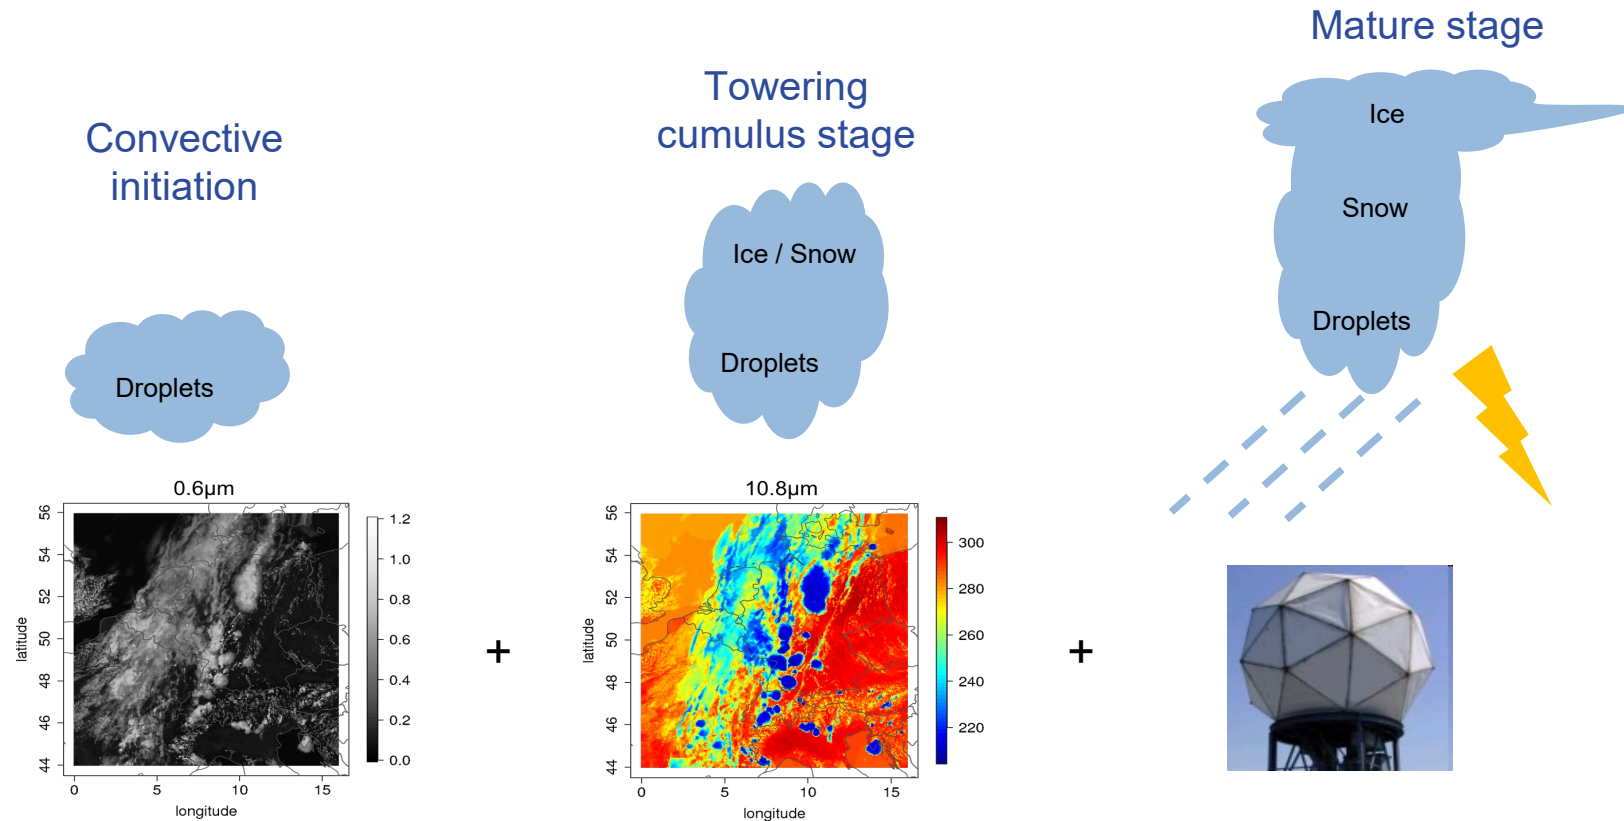 Convective
initiation
Droplets
Towering
cumulus stage
Ice / Snow
Droplets
Mature stage
Ice
Snow
Droplets
0.6µm
56
54
52
50
48
46
44
latitude
0
5
10
15
longitude
1.2
1.0
0.8
0.6
0.4
0.2
0.0
+
10.8µm
56
54
52
50
48
46
44
latitude
0
5
10
15
longitude
300
280
260
240
220
+